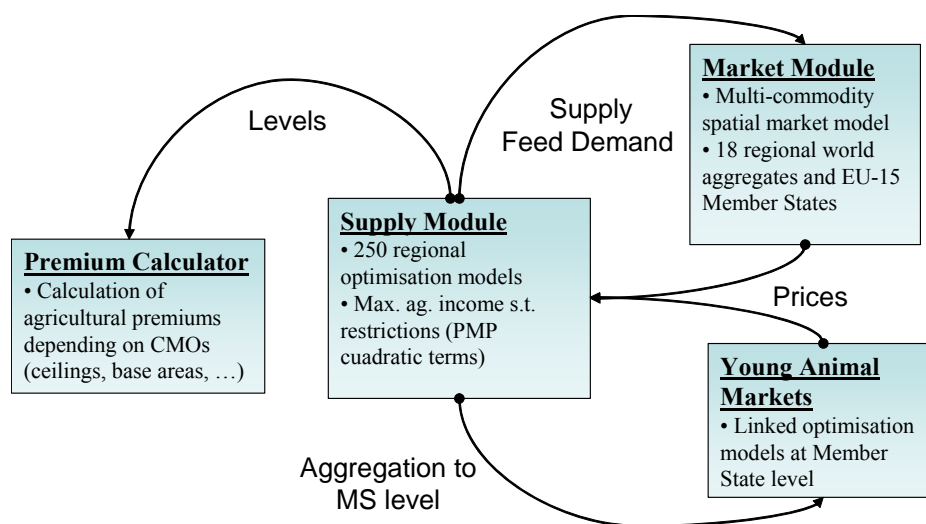 Levels
Supply
Feed Demand
Market Module
• Multi-commodity
spatial market model
• 18 regional world
aggregates and EU-15
Member States
Supply Module
• 250 regional
optimisation models
• Max. ag. income s.t.
restrictions (PMP
cuadratic terms)
Premium Calculator
• Calculation of
agricultural premiums
depending on CMOs
(ceilings, base areas, …)
Prices
Young Animal
Markets
• Linked optimisation
models at Member
State level
Aggregation to
MS level